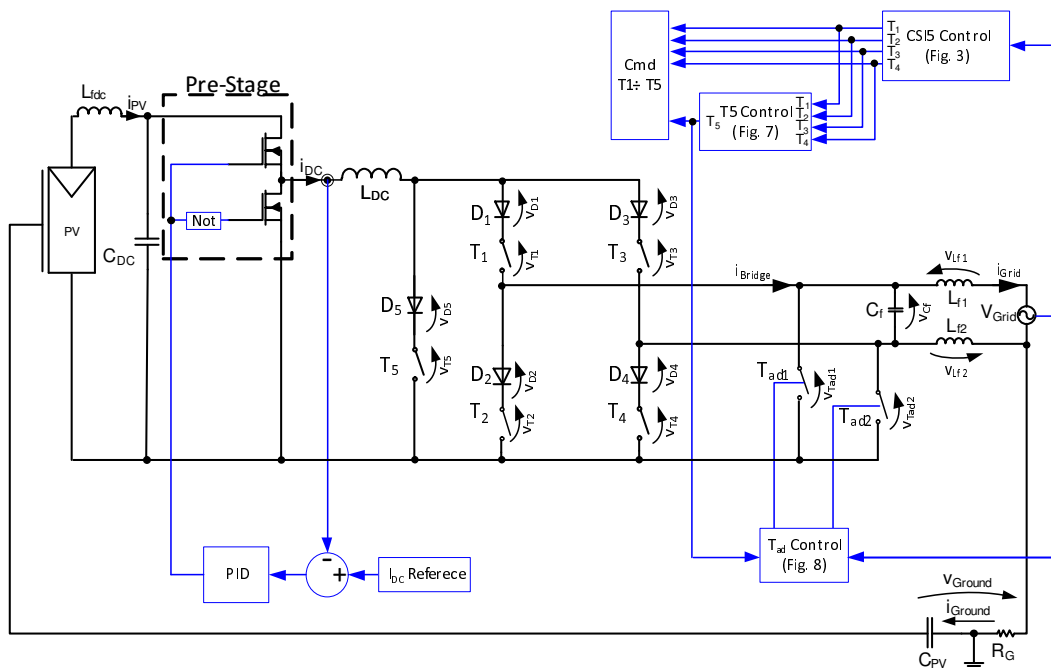 T1
T2
T3
T4
CSI5 Control
(Fig. 3)
Cmd
T1÷ T5
T5
T5 Control
(Fig. 7)
T1
T2
T3
T4
Pre-Stage
Lfdc
iPV
iDC
LDC
PV
CDC
Not
D1
vD1
T1
vT1
D3
vD3
T3
vT3
iBridge
vLf1
Lf1
iGrid
Cf
vCf
VGrid
Lf2
vLf2
D5
vD5
T5
vT5
D2
vD2
T2
vT2
D4
vD4
T4
vT4
Tad1
vTad1
Tad2
vTad2
PID
-
+
IDC Referece
Tad Control
(Fig. 8)
vGround
iGround
CPV
RG